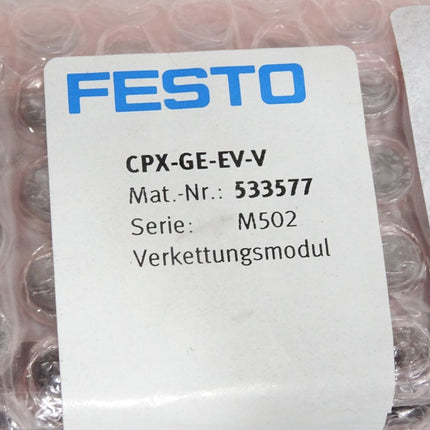 FESTO
CPX-GE-EV-V
Mat.-Nr.: 533577
Serie: M502
Verkettungsmodul